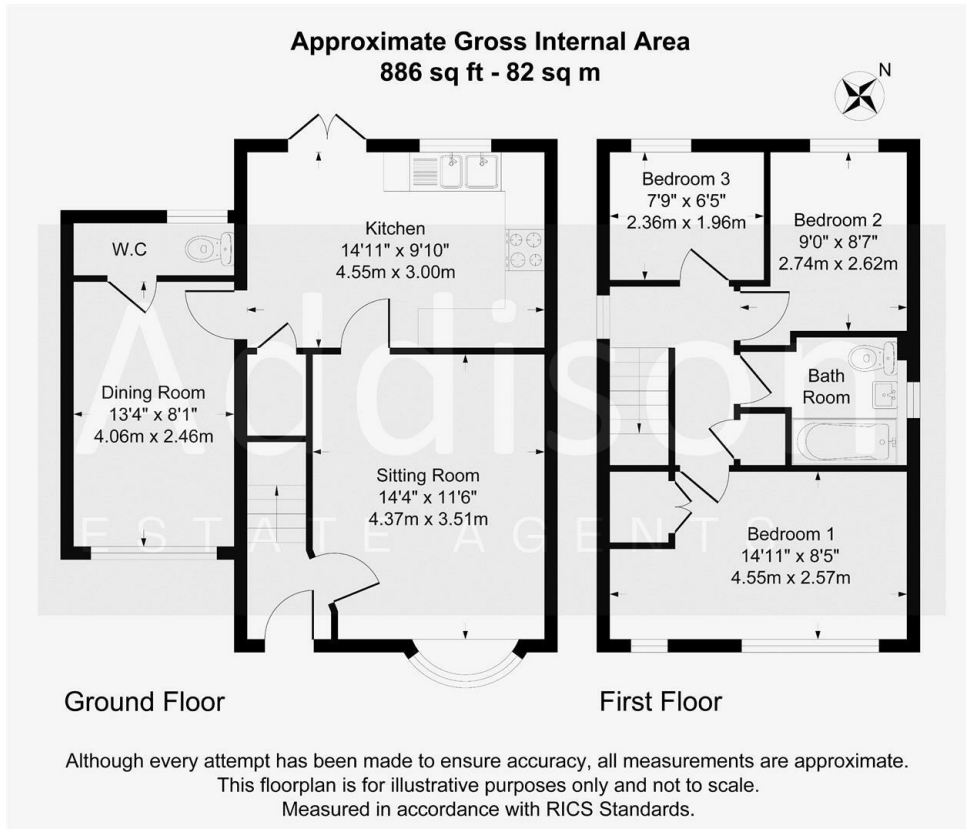 Approximate Gross Internal Area
886 sq ft - 82 sq m
N
Kitchen
14'11" x 9'10"
4.55m x 3.00m
W.C
Dining Room
13'4" x 8'1"
4.06m x 2.46m
Sitting Room
14'4" x 11'6"
4.37m x 3.51m
Bedroom 3
7'9" x 6'5"
2.36m x 1.96m
Bedroom 2
9'0" x 8'7"
2.74m x 2.62m
Bath
Room
Bedroom 1
14'11" x 8'5"
4.55m x 2.57m
Addison
ESTATE AGENTS
Ground Floor
First Floor
Although every attempt has been made to ensure accuracy, all measurements are approximate.
This floorplan is for illustrative purposes only and not to scale.
Measured in accordance with RICS Standards.